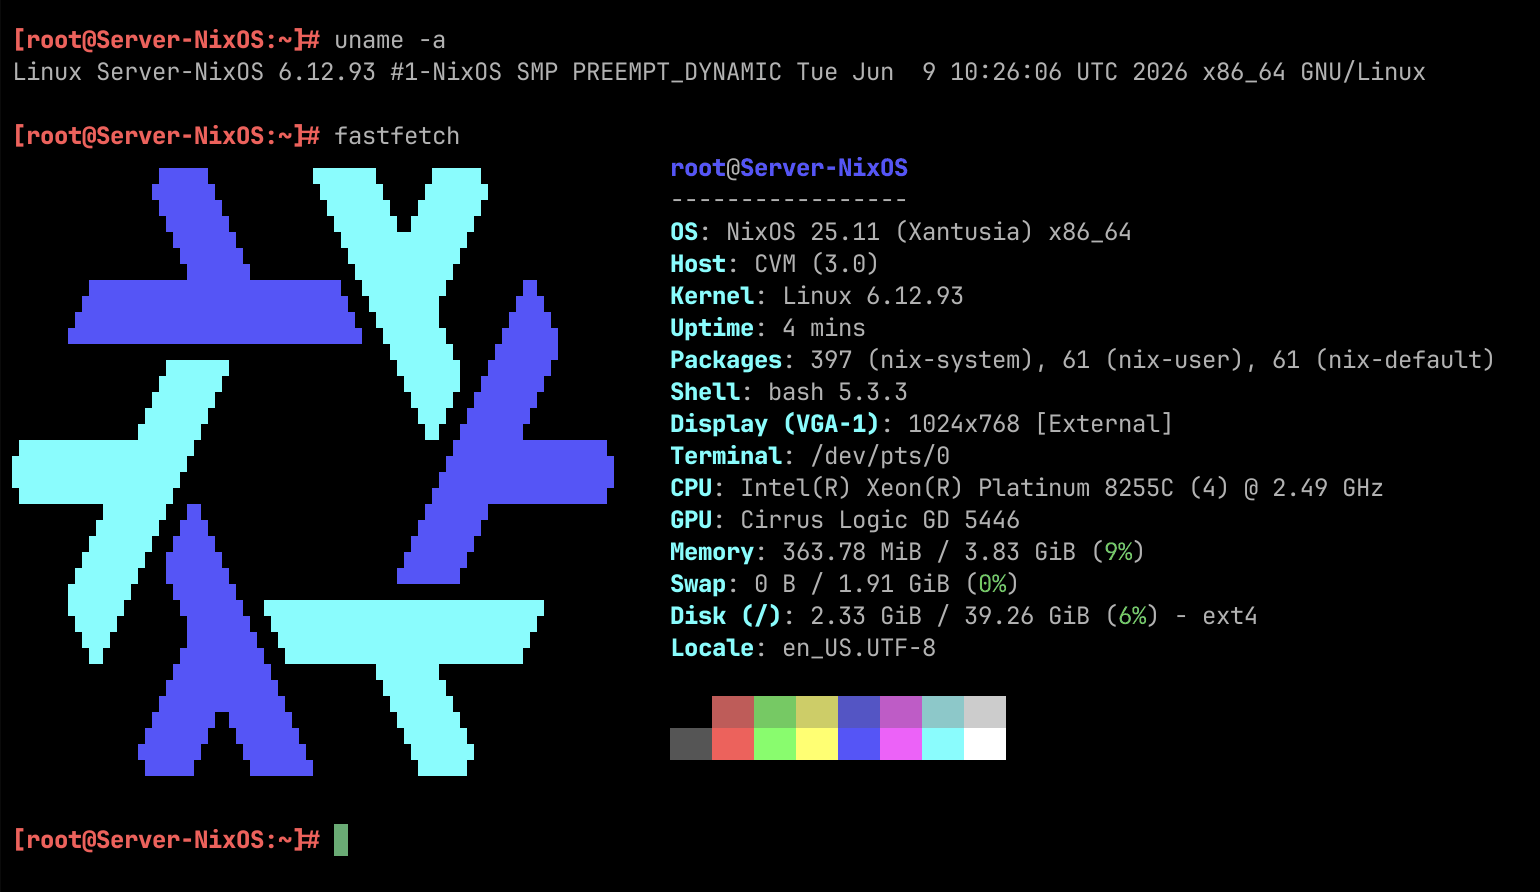 [root@Server-NixOS:~]# uname -a
Linux Server-NixOS 6.12.93 #1-NixOS SMP PREEMPT_DYNAMIC Tue Jun  9 10:26:06 UTC 2026 x86_64 GNU/Linux
[root@Server-NixOS:~]# fastfetch
root@Server-NixOS
-----------------
OS: NixOS 25.11 (Xantusia) x86_64
Host: CVM (3.0)
Kernel: Linux 6.12.93
Uptime: 4 mins
Packages: 397 (nix-system), 61 (nix-user), 61 (nix-default)
Shell: bash 5.3.3
Display (VGA-1): 1024x768 [External]
Terminal: /dev/pts/0
CPU: Intel(R) Xeon(R) Platinum 8255C (4) @ 2.49 GHz
GPU: Cirrus Logic GD 5446
Memory: 363.78 MiB / 3.83 GiB (9%)
Swap: 0 B / 1.91 GiB (0%)
Disk (/): 2.33 GiB / 39.26 GiB (6%) - ext4
Locale: en_US.UTF-8
[root@Server-NixOS:~]#